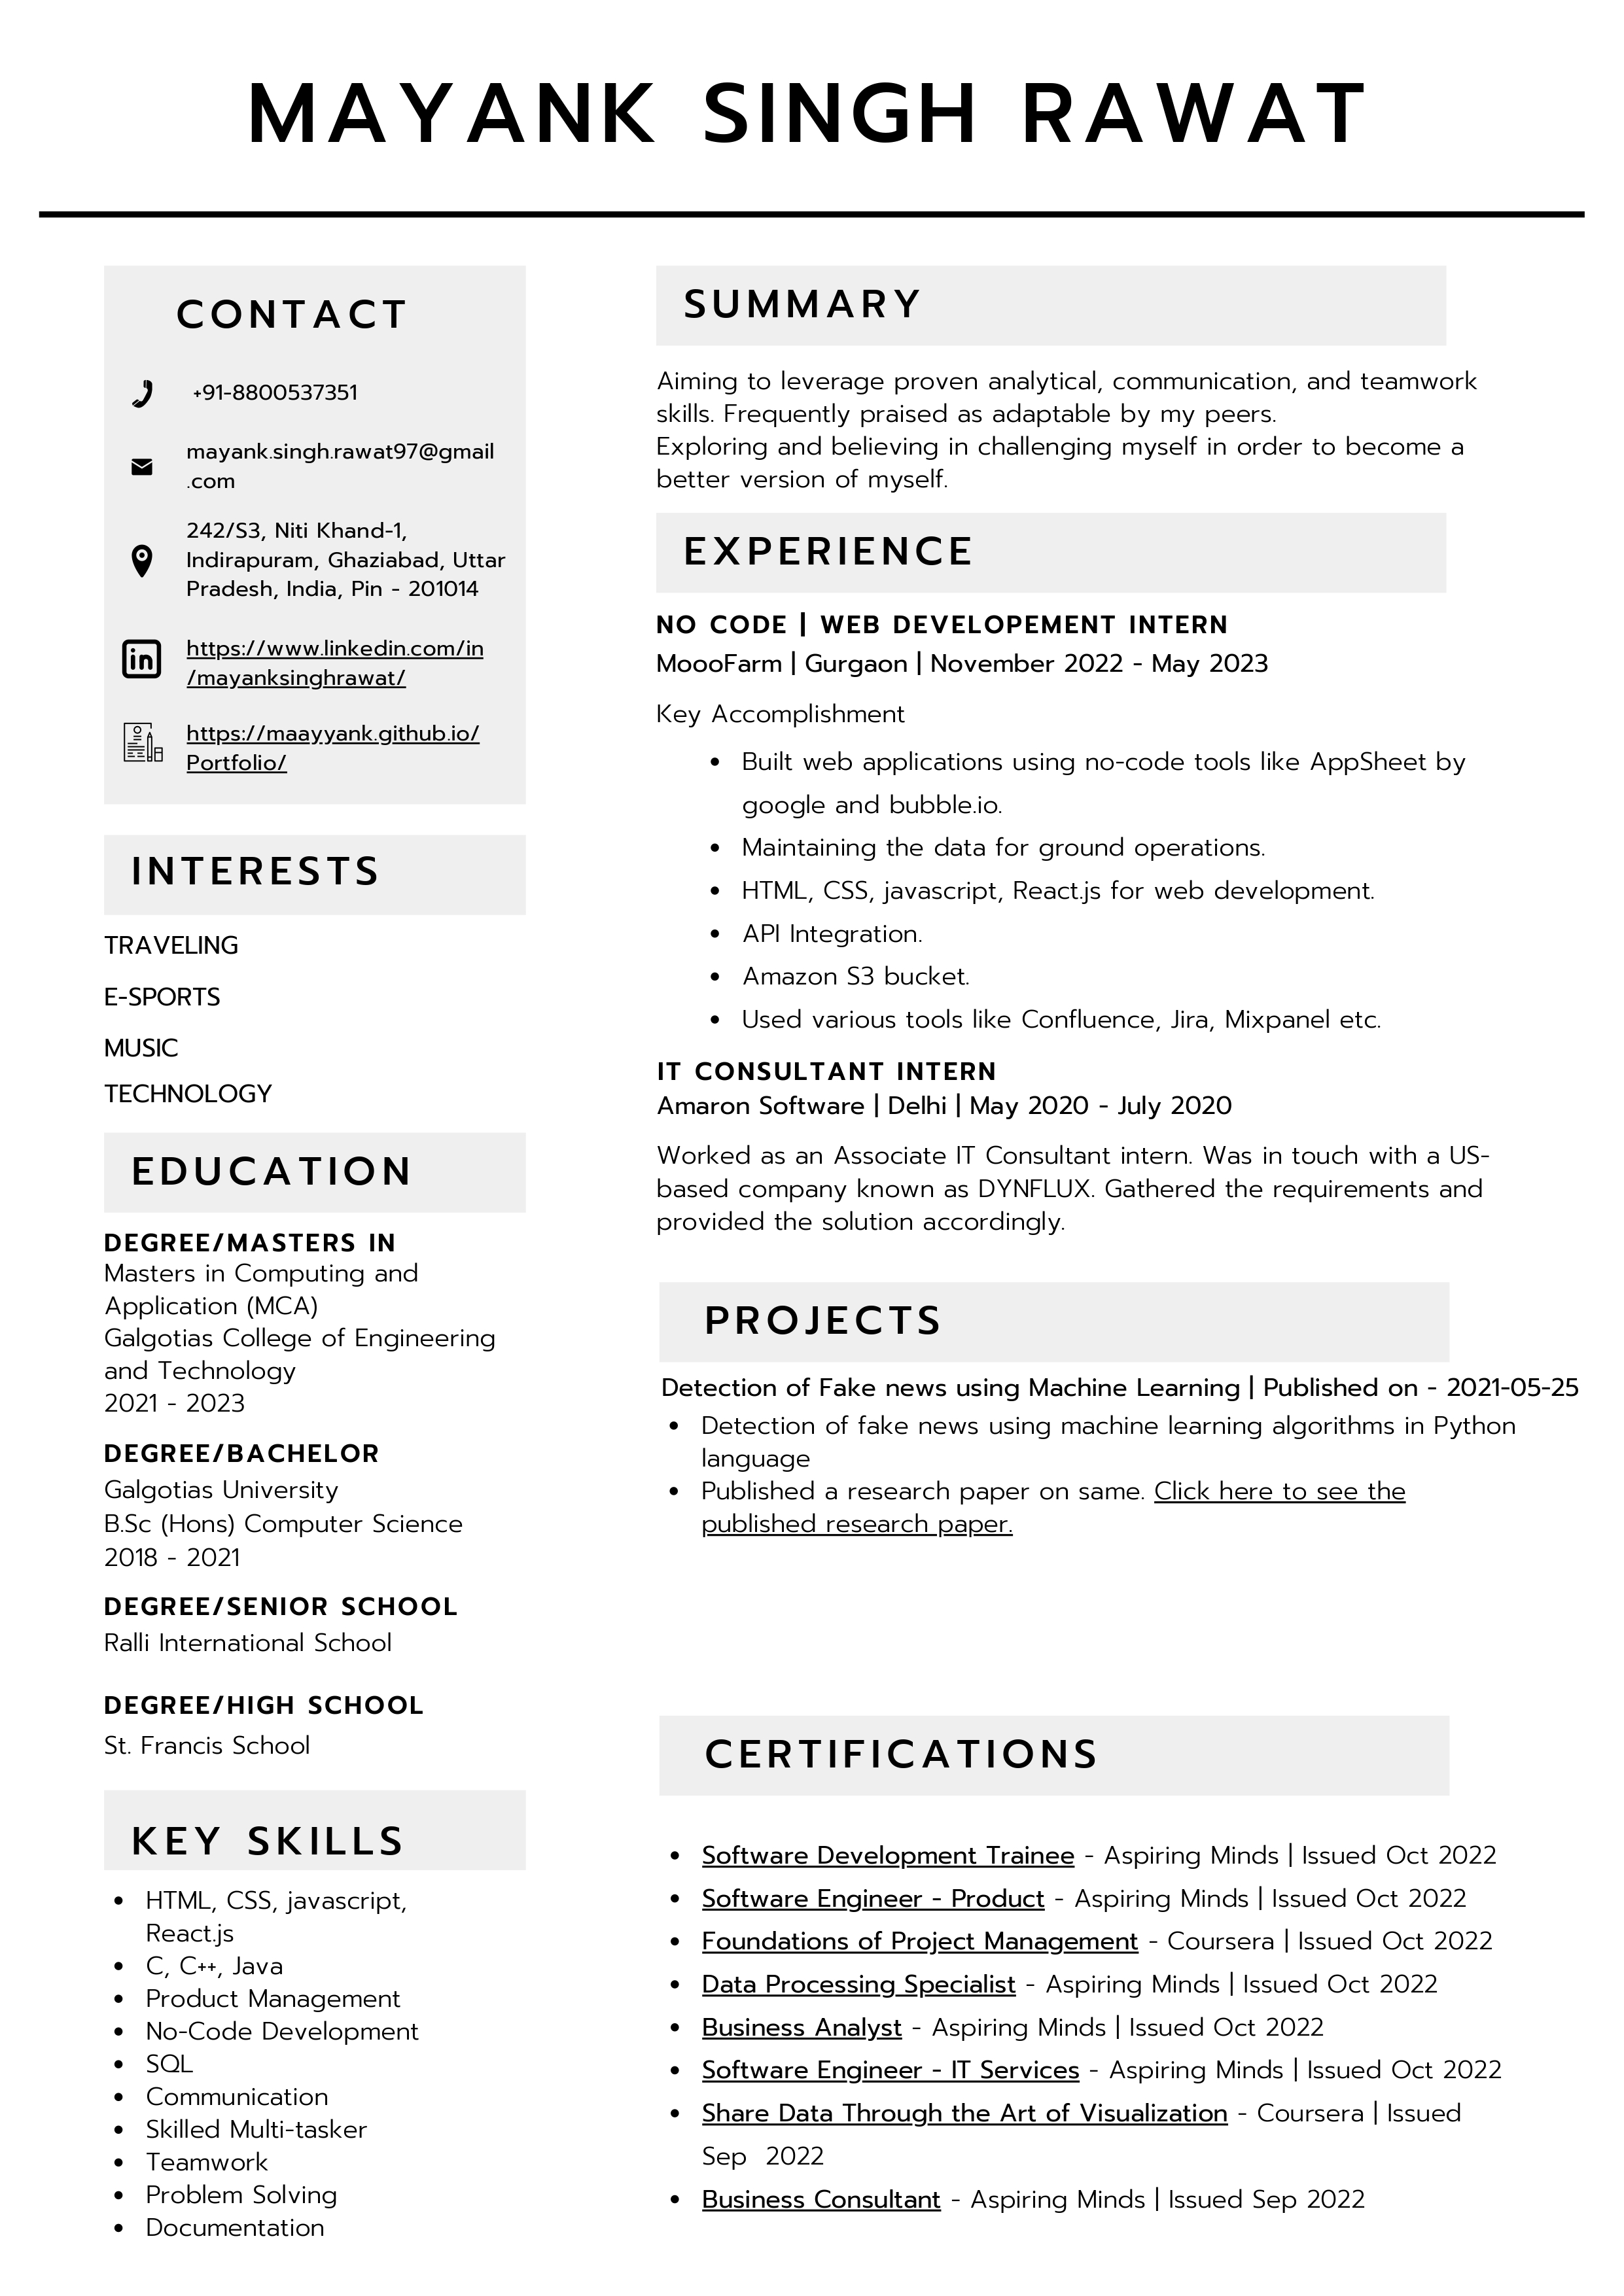 MAYANK SINGH RAWAT
CONTACT
+91-8800537351
mayank.singh.rawat97@gmail
.com
242/S3, Niti Khand-1,
Indirapuram, Ghaziabad, Uttar
Pradesh, India, Pin - 201014
https://www.linkedin.com/in
/mayanksinghrawat/
https://maayyank.github.io/
Portfolio/
INTERESTS
TRAVELING
E-SPORTS
MUSIC
TECHNOLOGY
EDUCATION
DEGREE/MASTERS IN
Masters in Computing and
Application (MCA)
Galgotias College of Engineering
and Technology
2021 - 2023
DEGREE/BACHELOR
Galgotias University
B.Sc (Hons) Computer Science
2018 - 2021
DEGREE/SENIOR SCHOOL
Ralli International School
DEGREE/HIGH SCHOOL
St. Francis School
KEY SKILLS
• HTML, CSS, javascript,
React.js
• C, C++, Java
• Product Management
• No-Code Development
• SQL
• Communication
• Skilled Multi-tasker
• Teamwork
• Problem Solving
• Documentation
SUMMARY
Aiming to leverage proven analytical, communication, and teamwork
skills. Frequently praised as adaptable by my peers.
Exploring and believing in challenging myself in order to become a
better version of myself.
EXPERIENCE
NO CODE | WEB DEVELOPEMENT INTERN
MoooFarm | Gurgaon | November 2022 - May 2023
Key Accomplishment
• Built web applications using no-code tools like AppSheet by
google and bubble.io.
• Maintaining the data for ground operations.
• HTML, CSS, javascript, React.js for web development.
• API Integration.
• Amazon S3 bucket.
• Used various tools like Confluence, Jira, Mixpanel etc.
IT CONSULTANT INTERN
Amaron Software | Delhi | May 2020 - July 2020
Worked as an Associate IT Consultant intern. Was in touch with a US-
based company known as DYNFLUX. Gathered the requirements and
provided the solution accordingly.
PROJECTS
Detection of Fake news using Machine Learning | Published on - 2021-05-25
• Detection of fake news using machine learning algorithms in Python
language
• Published a research paper on same. Click here to see the
published research paper.
CERTIFICATIONS
• Software Development Trainee - Aspiring Minds | Issued Oct 2022
• Software Engineer - Product - Aspiring Minds | Issued Oct 2022
• Foundations of Project Management - Coursera | Issued Oct 2022
• Data Processing Specialist - Aspiring Minds | Issued Oct 2022
• Business Analyst - Aspiring Minds | Issued Oct 2022
• Software Engineer - IT Services - Aspiring Minds | Issued Oct 2022
• Share Data Through the Art of Visualization - Coursera | Issued
Sep 2022
• Business Consultant - Aspiring Minds | Issued Sep 2022